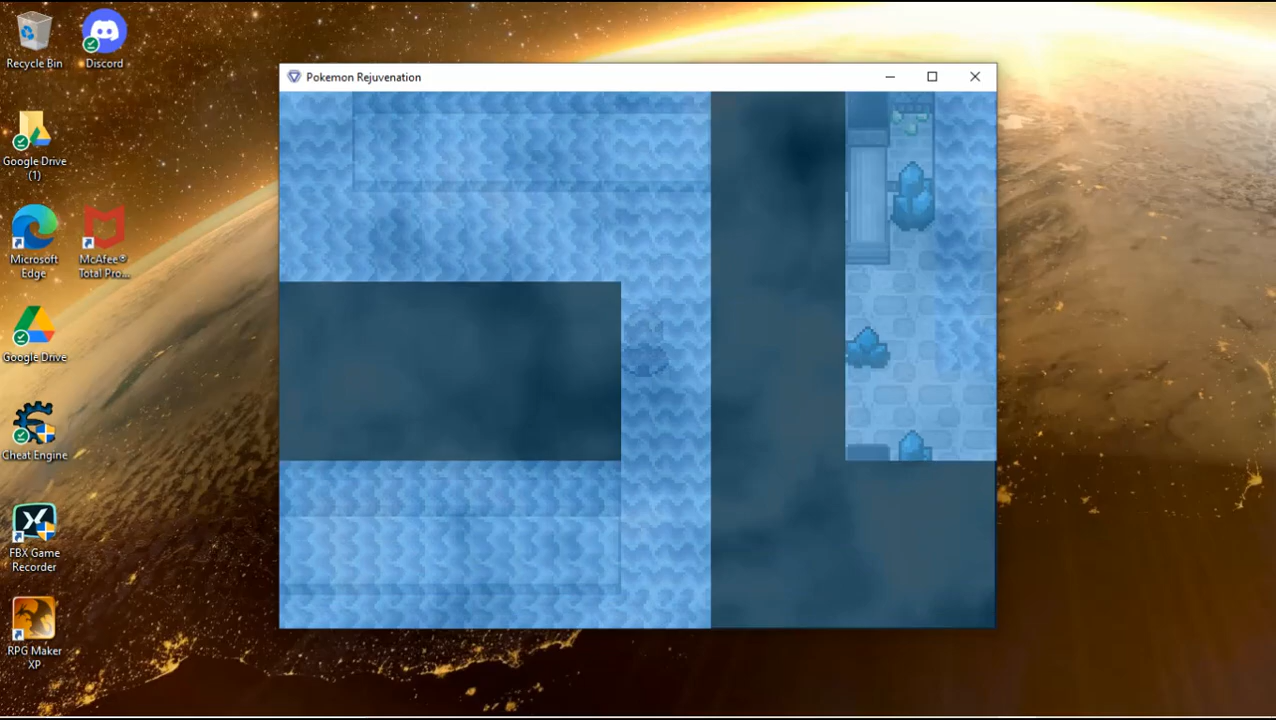 Recycle Bin
Discord
Pokemon Rejuvenation
Google Drive
(1)
Microsoft
Edge
McAfee®
Total Pro...
Google Drive
Cheat Engine
FBX Game
Recorder
RPG Maker
XP